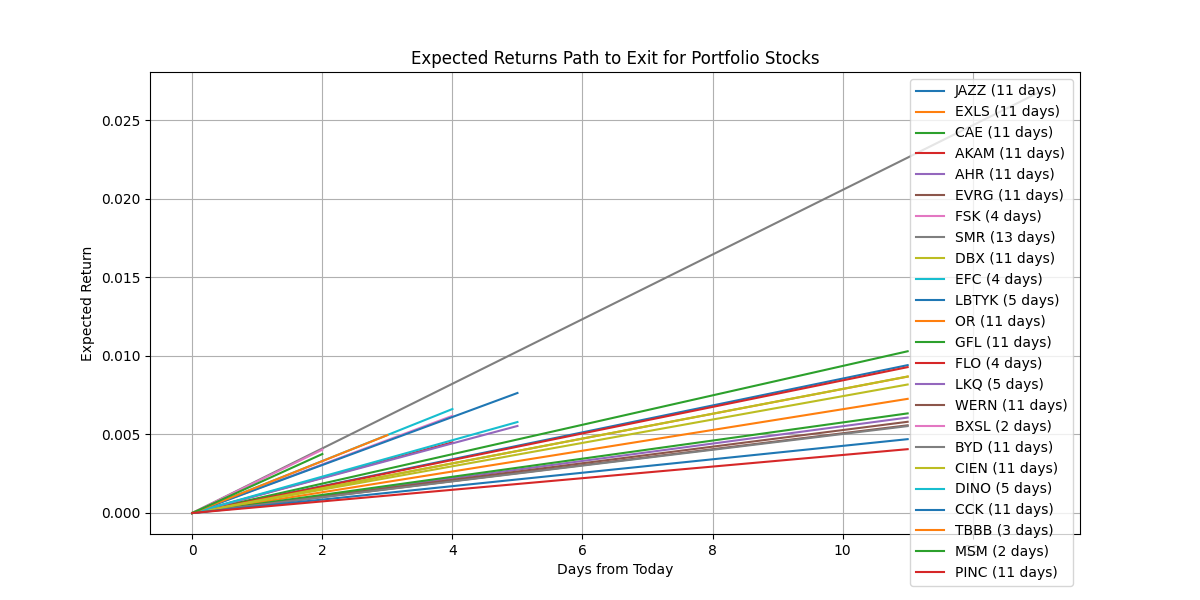 Expected Returns Path to Exit for Portfolio Stocks
Expected Return
0.025
0.020
0.015
0.010
0.005
0.000
0 2 4 6 8 10
Days from Today
JAZZ (11 days)
EXLS (11 days)
CAE (11 days)
AKAM (11 days)
AHR (11 days)
EVRG (11 days)
FSK (4 days)
SMR (13 days)
DBX (11 days)
EFC (4 days)
LBTYK (5 days)
OR (11 days)
GFL (11 days)
FLO (4 days)
LKQ (5 days)
WERN (11 days)
BXSL (2 days)
BYD (11 days)
CIEN (11 days)
DINO (5 days)
CCK (11 days)
TBBB (3 days)
MSM (2 days)
PINC (11 days)